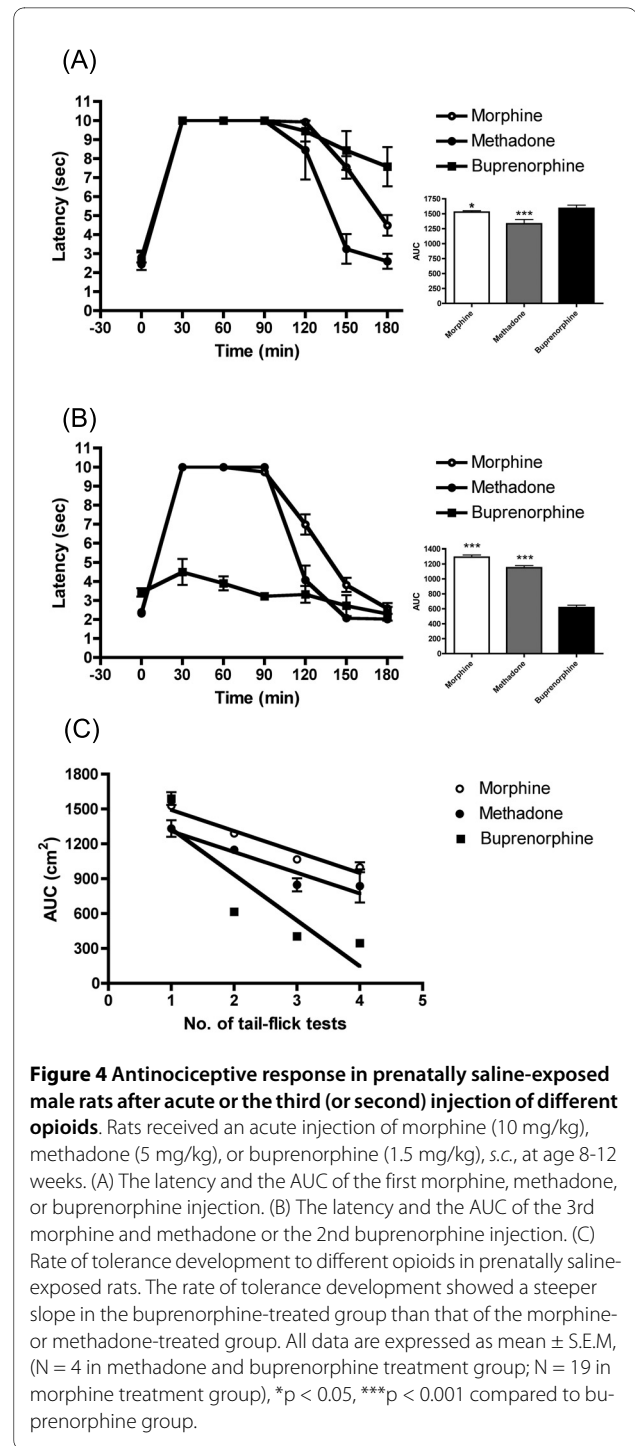 (A)
11
10
9
8
7
6
5
4
3
2
1
0
Latency (sec)
-30 0 30 60 90 120 150 180
Time (min)
Morphine
Methadone
Buprenorphine
1750
1500
1250
1000
750
500
250
0
AUC
*
***
Morphine
Methadone
Buprenorphine
(B)
11
10
9
8
7
6
5
4
3
2
1
0
Latency (sec)
-30 0 30 60 90 120 150 180
Time (min)
Morphine
Methadone
Buprenorphine
1400
1200
1000
800
600
400
200
0
AUC
***
***
Morphine
Methadone
Buprenorphine
(C)
1800
1500
1200
900
600
300
0
AUC (cm²)
0 1 2 3 4 5
No. of tail-flick tests
Morphine
Methadone
Buprenorphine
Figure 4 Antinociceptive response in prenatally saline-exposed
male rats after acute or the third (or second) injection of different
opioids. Rats received an acute injection of morphine (10 mg/kg),
methadone (5 mg/kg), or buprenorphine (1.5 mg/kg), s.c., at age 8-12
weeks. (A) The latency and the AUC of the first morphine, methadone,
or buprenorphine injection. (B) The latency and the AUC of the 3rd
morphine and methadone or the 2nd buprenorphine injection. (C)
Rate of tolerance development to different opioids in prenatally saline-
exposed rats. The rate of tolerance development showed a steeper
slope in the buprenorphine-treated group than that of the morphine-
or methadone-treated group. All data are expressed as mean ± S.E.M,
(N = 4 in methadone and buprenorphine treatment group; N = 19 in
morphine treatment group), *p < 0.05, ***p < 0.001 compared to bu-
prenorphine group.